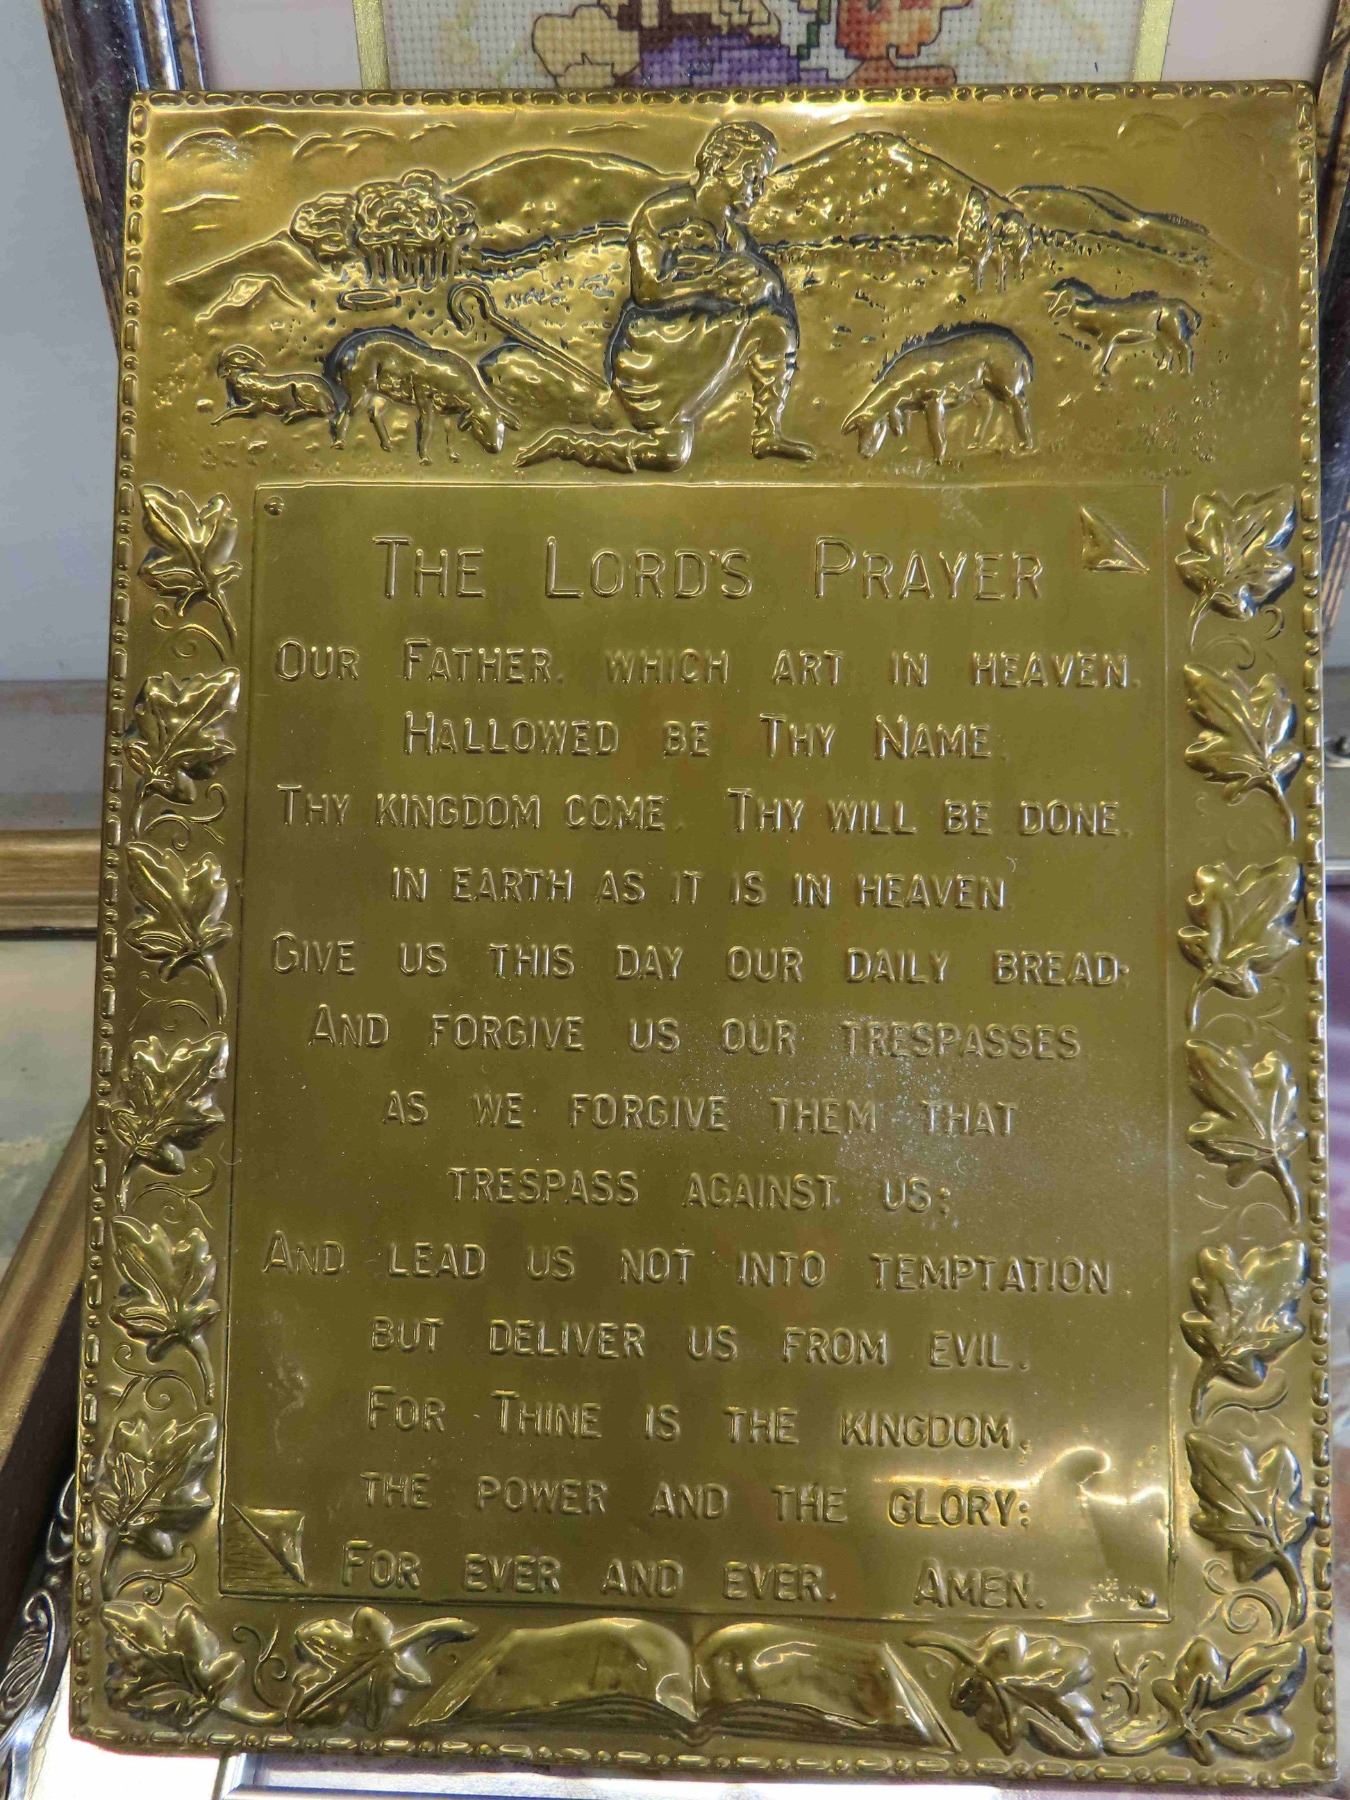 THE LORD'S PRAYER
OUR FATHER. WHICH ART IN HEAVEN.
HALLOWED BE THY NAME.
THY KINGDOM COME. THY WILL BE DONE.
IN EARTH AS IT IS IN HEAVEN.
GIVE US THIS DAY OUR DAILY BREAD:
AND FORGIVE US OUR TRESPASSES
AS WE FORGIVE THEM THAT
TRESPASS AGAINST US:
AND LEAD US NOT INTO TEMPTATION.
BUT DELIVER US FROM EVIL.
FOR THINE IS THE KINGDOM,
THE POWER AND THE GLORY:
FOR EVER AND EVER. AMEN.